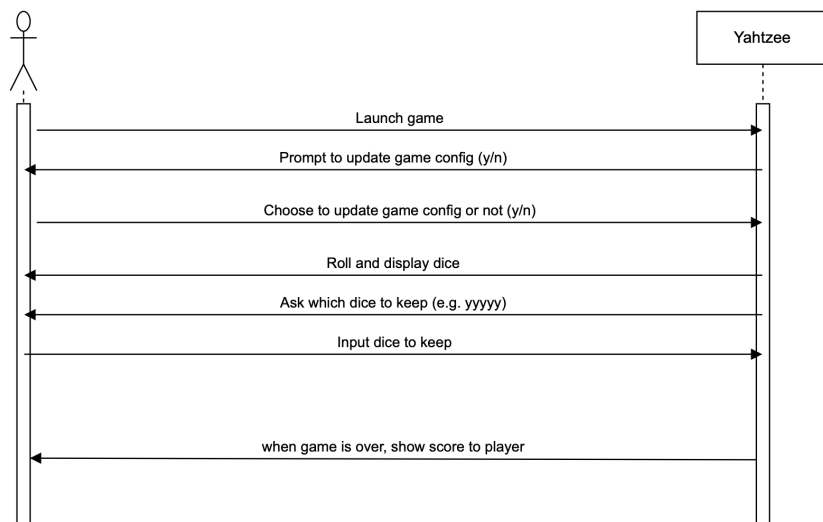 Yahtzee
Launch game
Prompt to update game config (y/n)
Choose to update game config or not (y/n)
Roll and display dice
Ask which dice to keep (e.g. yyyyy)
Input dice to keep
when game is over, show score to player